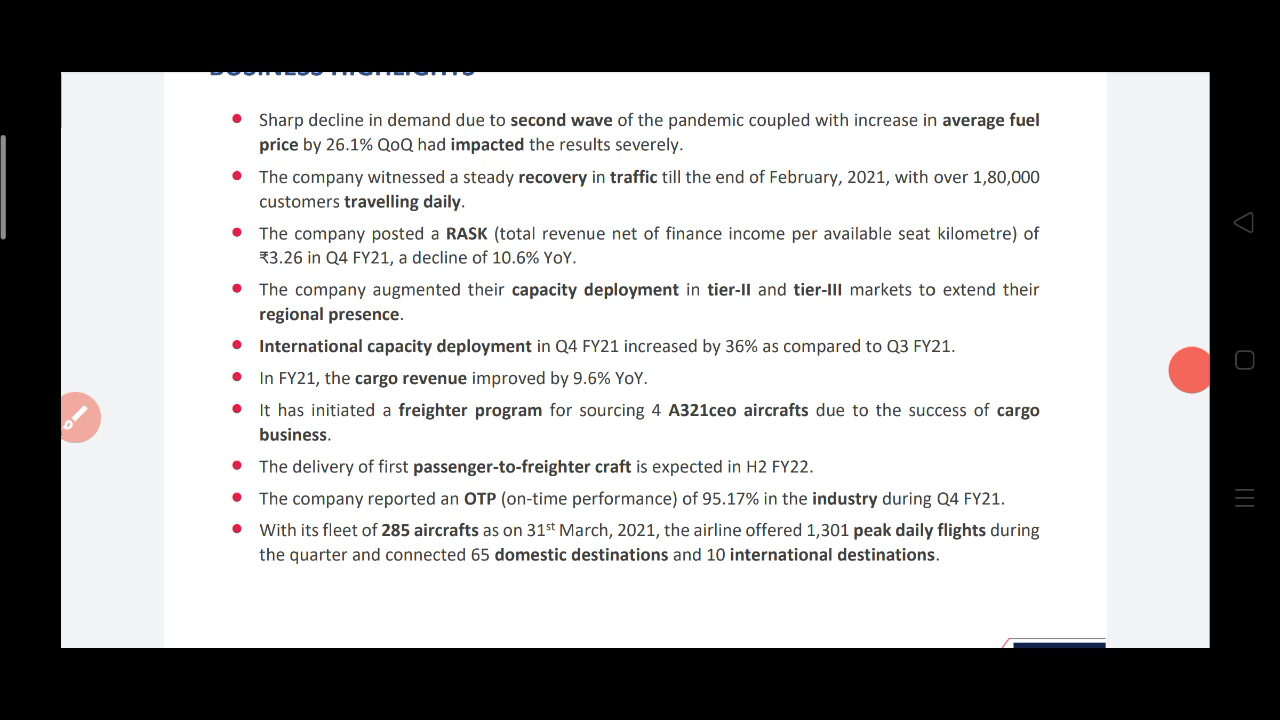 BUSINESS HIGHLIGHTS
Sharp decline in demand due to second wave of the pandemic coupled with increase in average fuel
price by 26.1% QoQ had impacted the results severely.
The company witnessed a steady recovery in traffic till the end of February, 2021, with over 1,80,000
customers travelling daily.
The company posted a RASK (total revenue net of finance income per available seat kilometre) of
₹3.26 in Q4 FY21, a decline of 10.6% YoY.
The company augmented their capacity deployment in tier-II and tier-III markets to extend their
regional presence.
International capacity deployment in Q4 FY21 increased by 36% as compared to Q3 FY21.
In FY21, the cargo revenue improved by 9.6% YoY.
It has initiated a freighter program for sourcing 4 A321ceo aircrafts due to the success of cargo
business.
The delivery of first passenger-to-freighter craft is expected in H2 FY22.
The company reported an OTP (on-time performance) of 95.17% in the industry during Q4 FY21.
With its fleet of 285 aircrafts as on 31st March, 2021, the airline offered 1,301 peak daily flights during
the quarter and connected 65 domestic destinations and 10 international destinations.